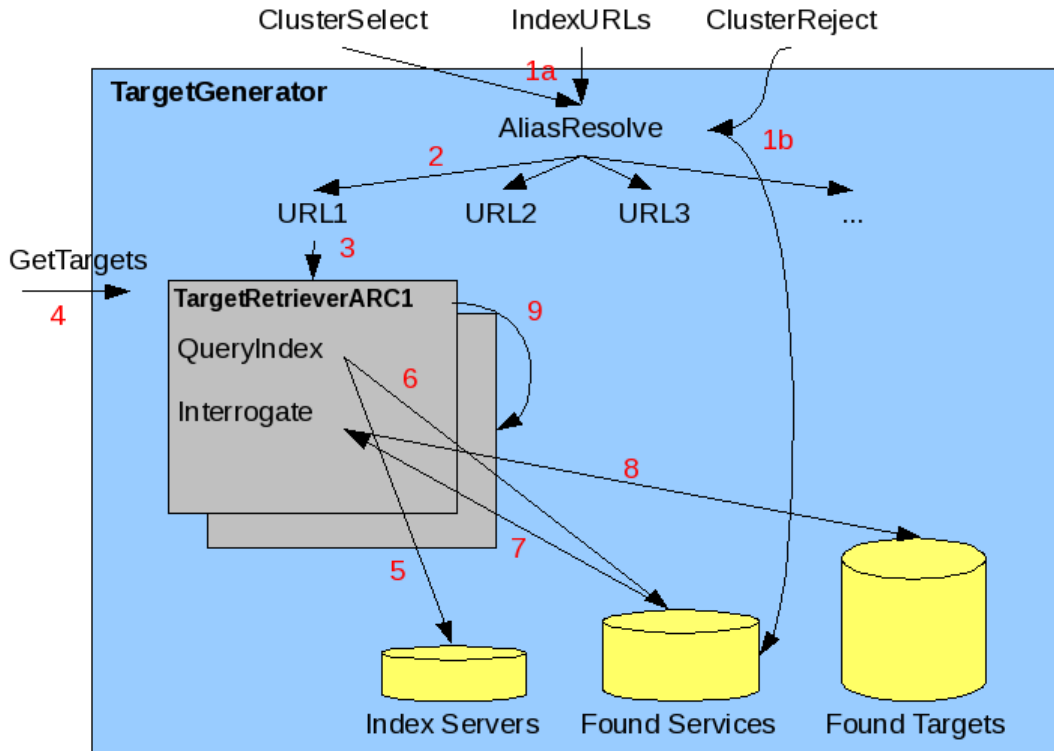 ClusterSelect
IndexURLs
ClusterReject
1a
TargetGenerator
AliasResolve
1b
2
URL1
URL2
URL3
...
3
GetTargets
4
TargetRetrieverARC1
9
QueryIndex
6
Interrogate
8
7
5
Index Servers
Found Services
Found Targets